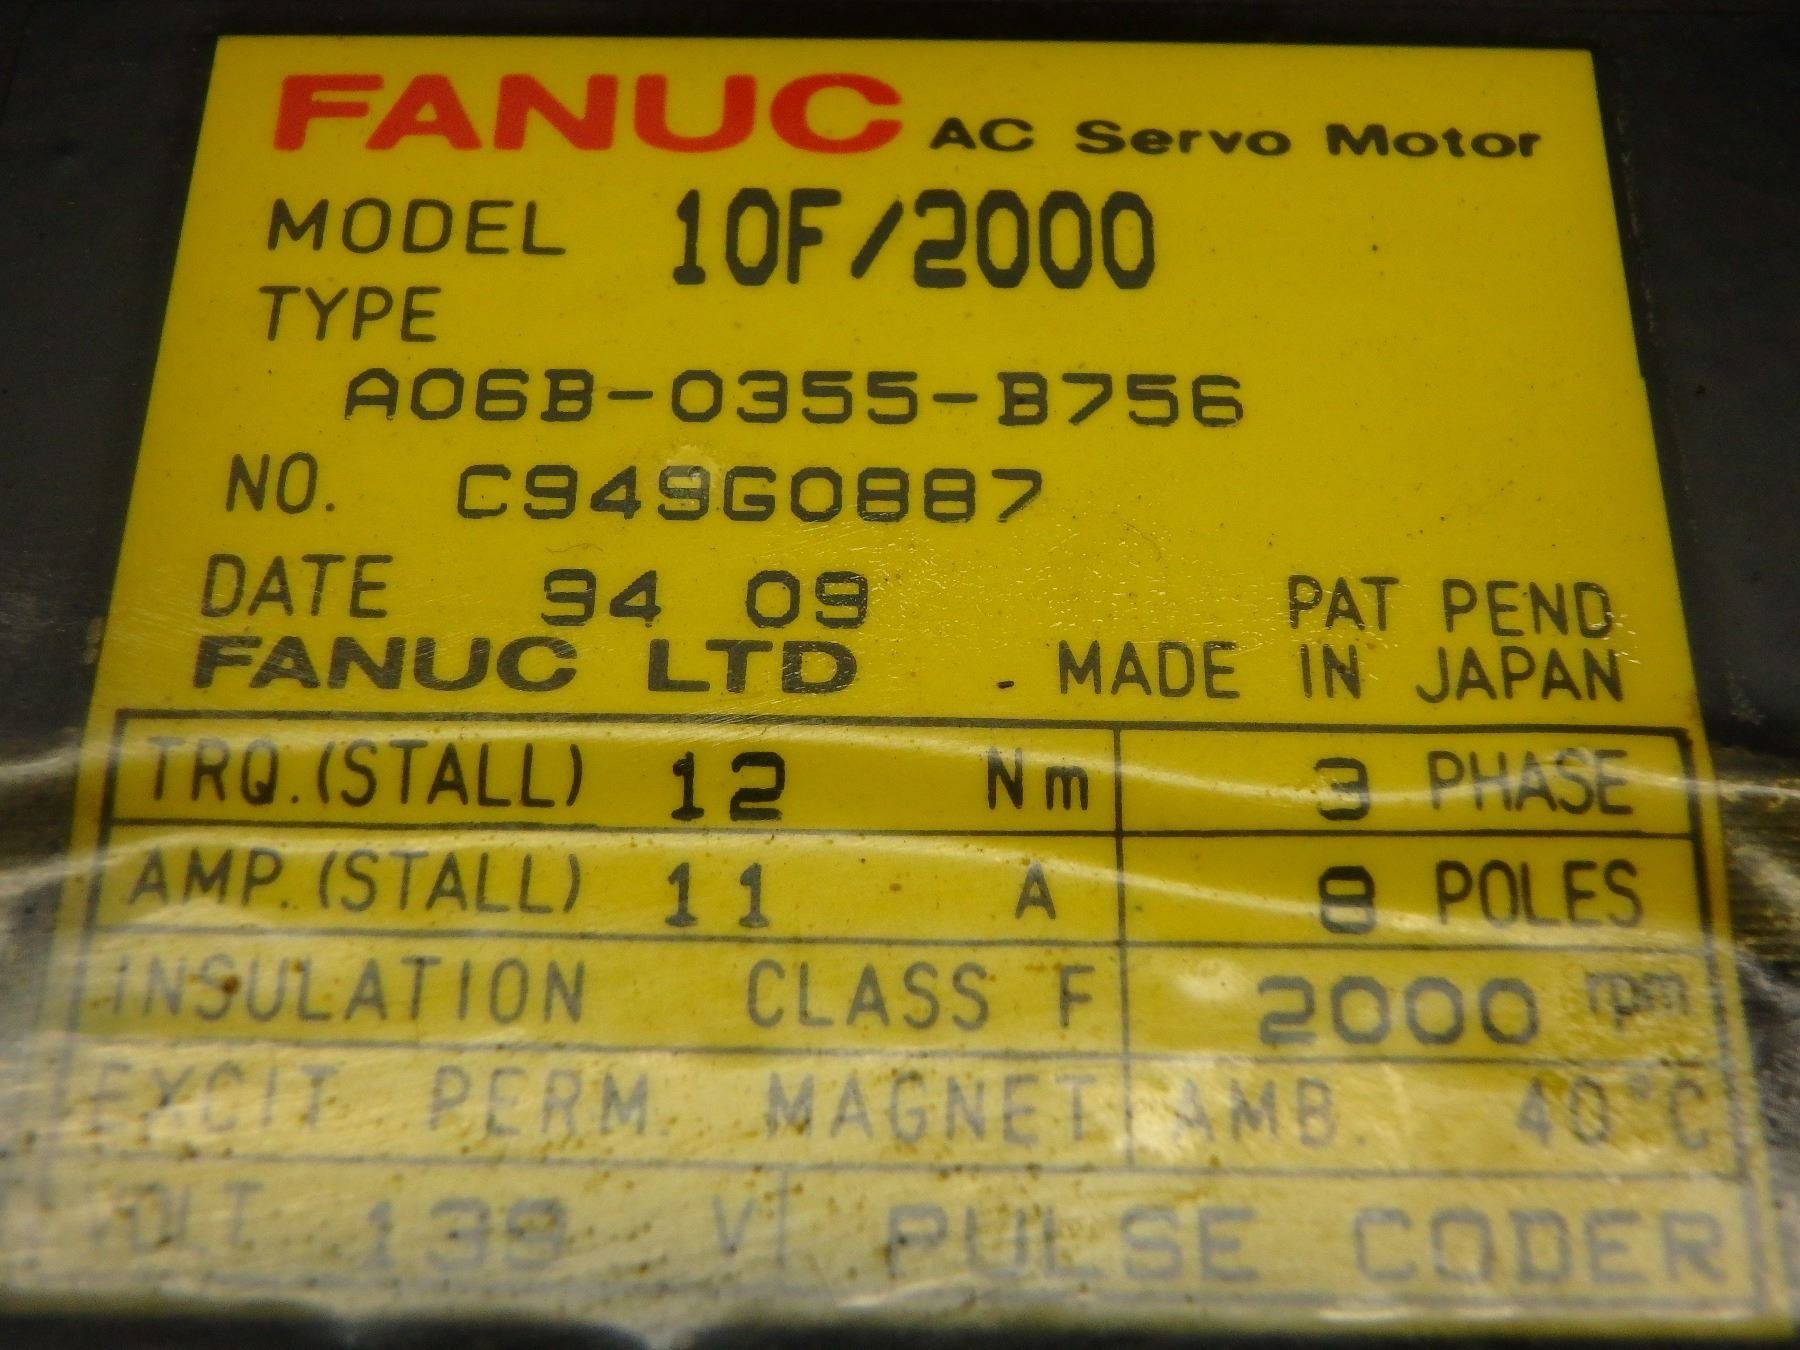 FANUC AC Servo Motor
MODEL 10F/2000
TYPE
A06B-0355-B756
NO. C949G0887
DATE 94 09 PAT PEND
FANUC LTD MADE IN JAPAN
TRQ.(STALL) 12 Nm 3 PHASE
AMP.(STALL) 11 A 8 POLES
INSULATION CLASS F 2000 rpm
EXCIT PERM. MAGNET AMB. 40°C
VOLT 139 V PULSE CODER